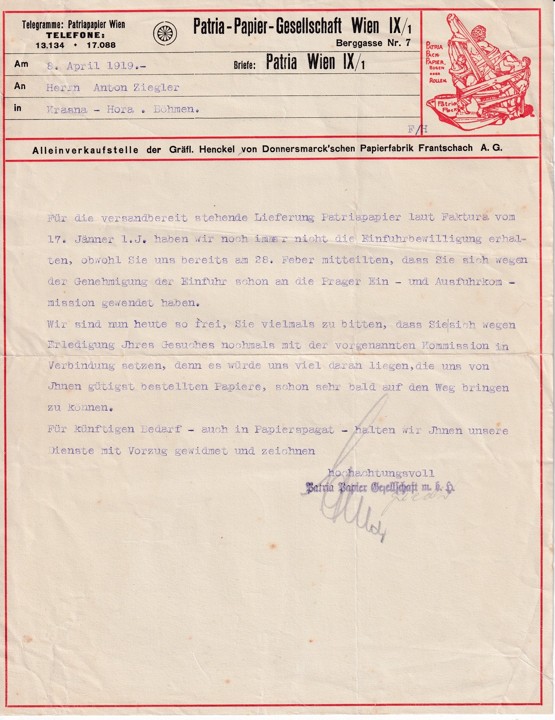 Telegramme: Patriapapier Wien
TELEFONE:
13.134 • 17.088
Patria-Papier-Gesellschaft Wien IX/1
Berggasse Nr. 7
Am 8. April 1919.-
Briefe: Patria Wien IX/1
An Herrn Anton Ziegler
in Kraana - Hora . Böhmen.
F/H
PATRIA
PACK
PAPIER
BOGEN
ODER
ROLLEN
Patria
Alleinverkaufstelle der Gräfl. Henckel von Donnersmarck'schen Papierfabrik Frantschach A. G.
Für die versandbereit stehende Lieferung Patriapapier laut Faktura vom
17. Jänner l.J. haben wir noch immer nicht die Einfuhrbewilligung erhal-
ten, obwohl Sie uns bereits am 28. Feber mitteilten, dass Sie sich wegen
der Genehmigung der Einfuhr schon an die Prager Ein - und Ausfuhrkom -
mission gewendet haben.
Wir sind nun heute so frei, Sie vielmals zu bitten, dass Sie/sich wegen
Erledigung Jhres Gesuches nochmals mit der vorgenannten Kommission in
Verbindung setzen, denn es würde uns viel daran liegen,die uns von
Jhnen gütigst bestellten Papiere, schon sehr bald auf den Weg bringen
zu können.
Für künftigen Bedarf - auch in Papierspagat - halten wir Jhnen unsere
Dienste mit Vorzug gewidmet und zeichnen
hochachtungsvoll
Patria Papier Gesellschaft m. b. H.